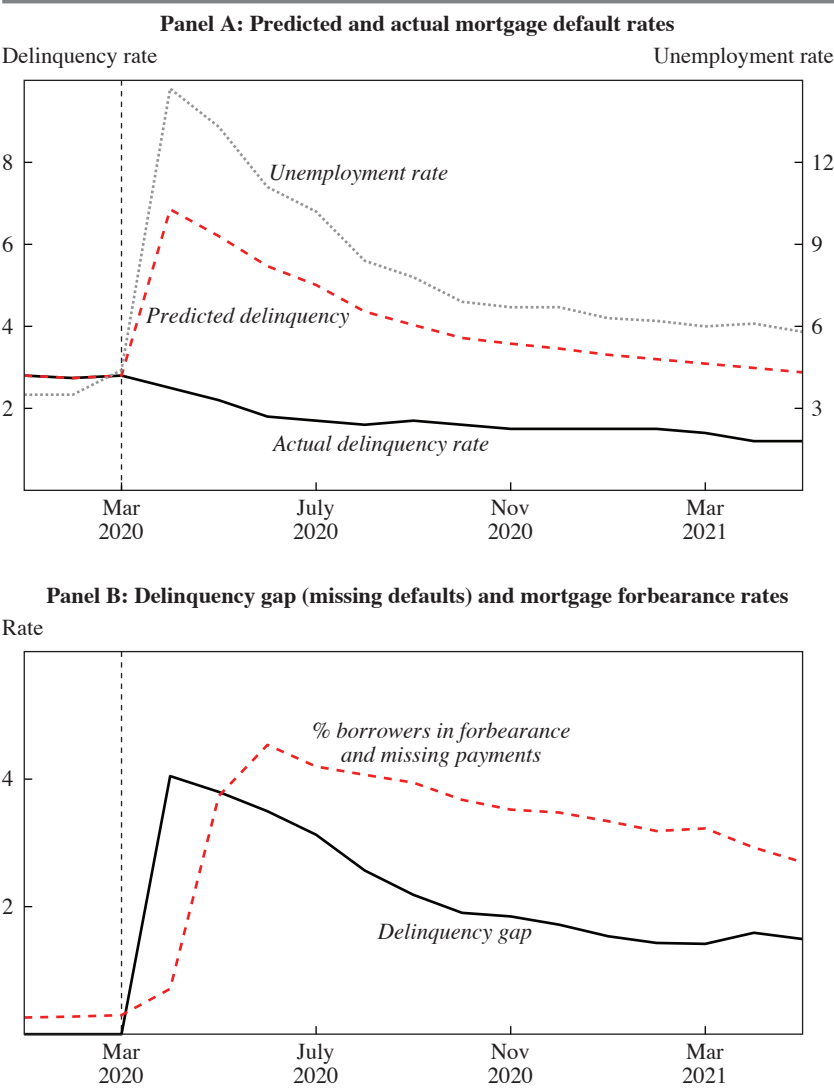 Panel A: Predicted and actual mortgage default rates
Delinquency rate
Unemployment rate
8
6
4
2
12
9
6
3
Unemployment rate
Predicted delinquency
Actual delinquency rate
Mar
2020
July
2020
Nov
2020
Mar
2021
Panel B: Delinquency gap (missing defaults) and mortgage forbearance rates
Rate
4
2
% borrowers in forbearance
and missing payments
Delinquency gap
Mar
2020
July
2020
Nov
2020
Mar
2021